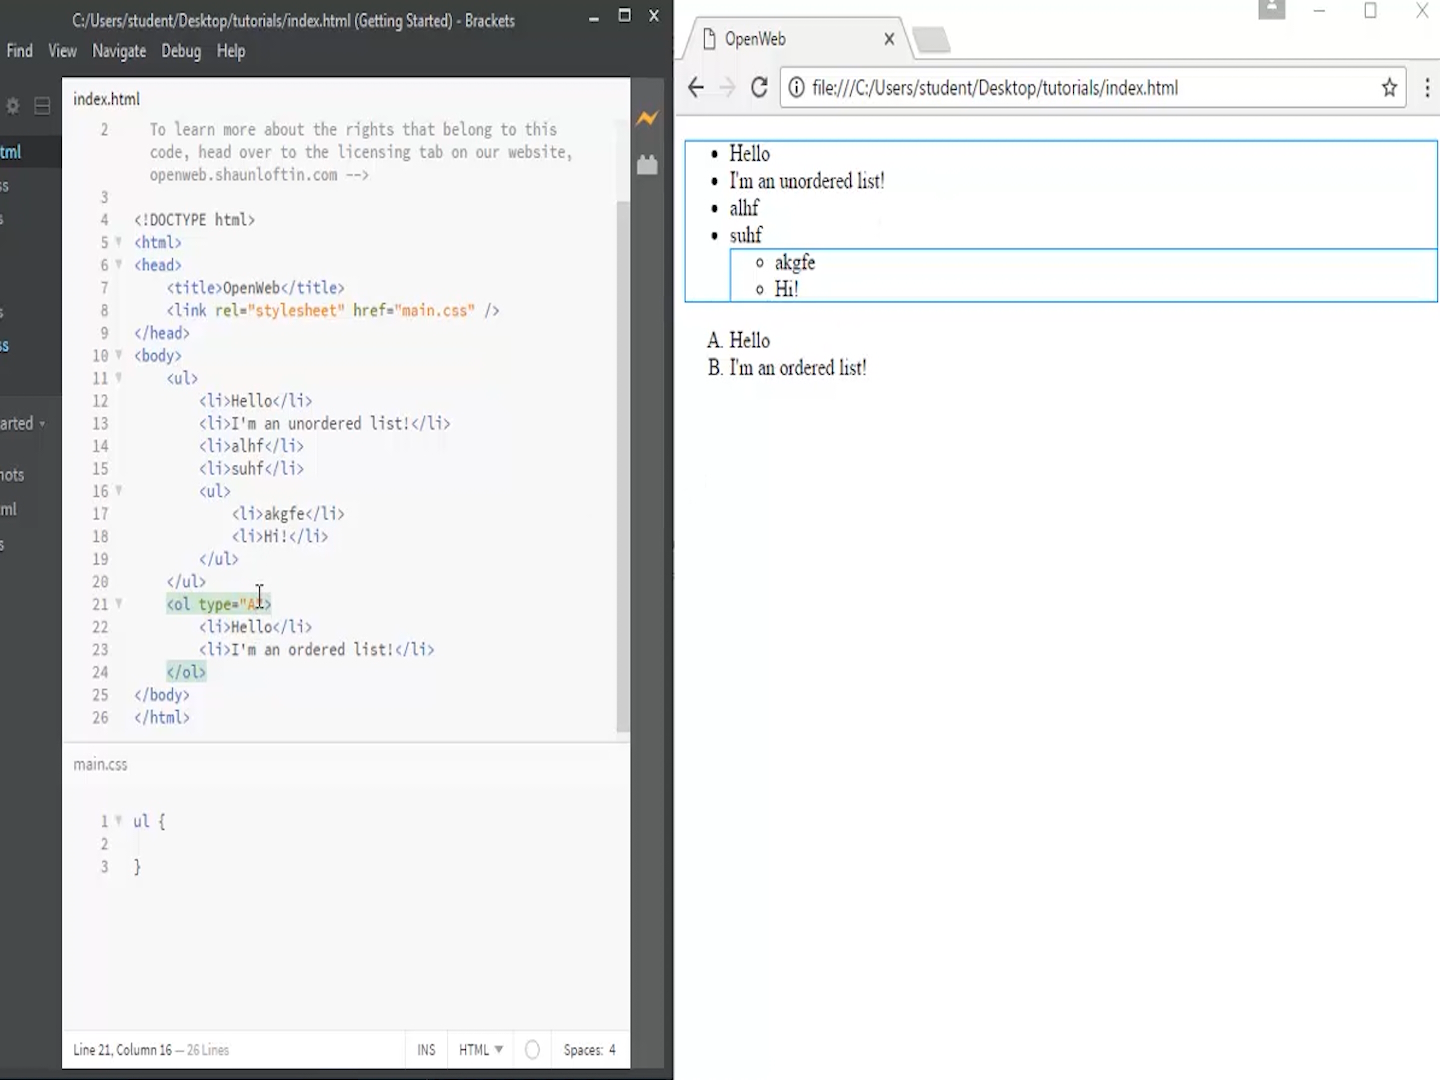 C:/Users/student/Desktop/tutorials/index.html (Getting Started) - Brackets
Find View Navigate Debug Help
index.html
2 To learn more about the rights that belong to this
code, head over to the licensing tab on our website,
openweb.shaunloftin.com -->
3
4 <!DOCTYPE html>
5 <html>
6 <head>
7 <title>OpenWeb</title>
8 <link rel="stylesheet" href="main.css" />
9 </head>
10 <body>
11 <ul>
12 <li>Hello</li>
13 <li>I'm an unordered list!</li>
14 <li>alhf</li>
15 <li>suhf</li>
16 <ul>
17 <li>akgfe</li>
18 <li>Hi!</li>
19 </ul>
20 </ul>
21 <ol type="A">
22 <li>Hello</li>
23 <li>I'm an ordered list!</li>
24 </ol>
25 </body>
26 </html>
main.css
1 ul {
2
3 }
Line 21, Column 16 — 26 Lines
INS HTML Spaces: 4
OpenWeb
file:///C:/Users/student/Desktop/tutorials/index.html
• Hello
• I'm an unordered list!
• alhf
• suhf
◦ akgfe
◦ Hi!
A. Hello
B. I'm an ordered list!